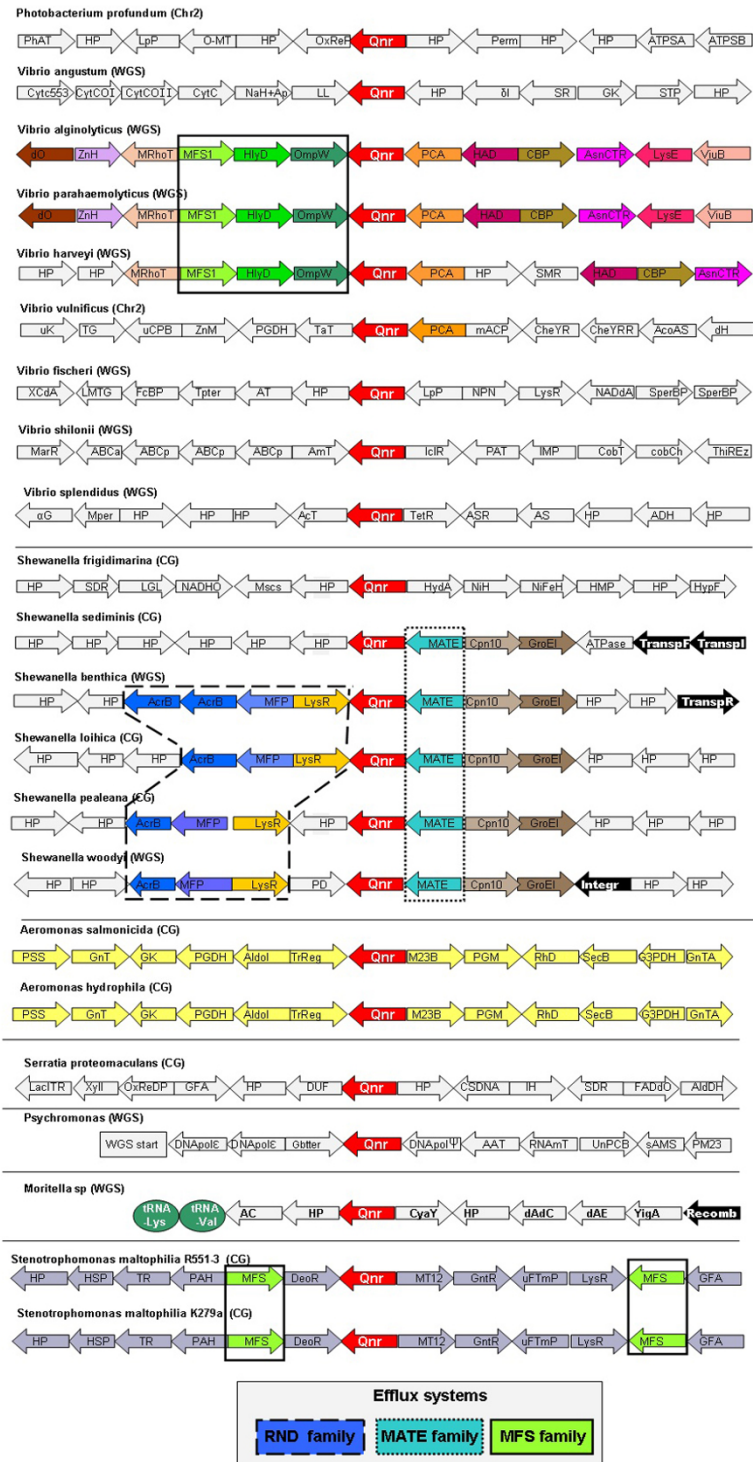 Photobacterium profundum (Chr2)
PhAT HP LpP O-MT HP OxReP Qnr HP Perm HP HP ATPSA ATPSB
Vibrio angustum (WGS)
Cytc553 CytCOI CytCOII CytC NaH+Ap LL Qnr HP δI SR GK STP HP
Vibrio alginolyticus (WGS)
dO ZnH MRhoT MFS1 HlyD OmpW Qnr PCA HAD CBP AsnCTR LysE ViuB
Vibrio parahaemolyticus (WGS)
dO ZnH MRhoT MFS1 HlyD OmpW Qnr PCA HAD CBP AsnCTR LysE ViuB
Vibrio harveyi (WGS)
HP HP MRhoT MFS1 HlyD OmpW Qnr PCA HP SMR HAD CBP AsnCTR
Vibrio vulnificus (Chr2)
uK TG uCPB ZnM PGDH TaT Qnr PCA mACP CheYR CheYRR AcoAS dH
Vibrio fischeri (WGS)
XCdA LMTG FcBP Tpter AT HP Qnr LpP NPN LysR NADdA SperBP SperBP
Vibrio shilonii (WGS)
MarR ABCa ABCp ABCp ABCp AmT Qnr IclR PAT IMP CobT cobCh ThiREz
Vibrio splendidus (WGS)
αG Mper HP HP HP AcT Qnr TetR ASR AS HP ADH HP
Shewanella frigidimarina (CG)
HP SDR LGL NADHO Mscs HP Qnr HydA NiH NiFeH HMP HP HypF
Shewanella sediminis (CG)
HP HP HP HP HP Qnr MATE Cpn10 GroEl ATPase TranspF TranspI
Shewanella benthica (WGS)
HP HP AcrB AcrB MFP LysR Qnr MATE Cpn10 GroEl HP HP TranspR
Shewanella loihica (CG)
HP HP HP AcrB MFP LysR Qnr MATE Cpn10 GroEl HP HP HP
Shewanella pealeana (CG)
HP HP AcrB MFP LysR HP Qnr MATE Cpn10 GroEl HP HP HP
Shewanella woodyi (WGS)
HP HP AcrB MFP LysR PD Qnr MATE Cpn10 GroEl Integr HP HP
Aeromonas salmonicida (CG)
PSS GnT GK PGDH Aldol TrReg Qnr M23B PGM RhD SecB G3PDH GnTA
Aeromonas hydrophila (CG)
PSS GnT GK PGDH Aldol TrReg Qnr M23B PGM RhD SecB G3PDH GnTA
Serratia proteomaculans (CG)
LacITR XylI OxReDP GFA HP DUF Qnr HP CSDNA IH SDR FADdO AldDH
Psychromonas (WGS)
WGS start DNApolε DNApolε Gbtter Qnr DNApolΨ AAT RNAmT UnPCB sAMS PM23
Moritella sp (WGS)
tRNA tRNA
-Lys -Val AC HP Qnr CyaY HP dAdC dAE YigA Recomb
Stenotrophomonas maltophilia R551-3 (CG)
HP HSP TR PAH MFS DeoR Qnr MT12 GntR uFTmP LysR MFS GFA
Stenotrophomonas maltophilia K279a (CG)
HP HSP TR PAH MFS DeoR Qnr MT12 GntR uFTmP LysR MFS GFA
Efflux systems
RND family MATE family MFS family